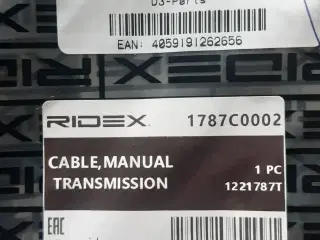 D3-Parts
EAN: 4059191262656
RIDEX 1787C0002
CABLE,MANUAL
TRANSMISSION
1 PC
1221787T
EAC